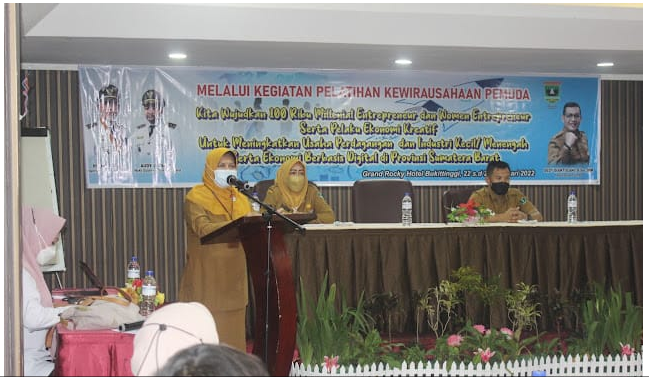 MELALUI KEGIATAN PELATIHAN KEWIRAUSAHAAN PEMUDA
Kita Wujudkan 100 Ribu Millenial Entrepreneur dan Women Entrepreneur
Serta Pelaku Ekonomi Kreatif
Untuk Meningkatkan Usaha Perdagangan dan Industri Kecil/ Menengah
Serta Ekonomi Berbasis Digital di Provinsi Sumatera Barat
Grand Rocky Hotel Bukittinggi, 22 s.d 2 ari 2022